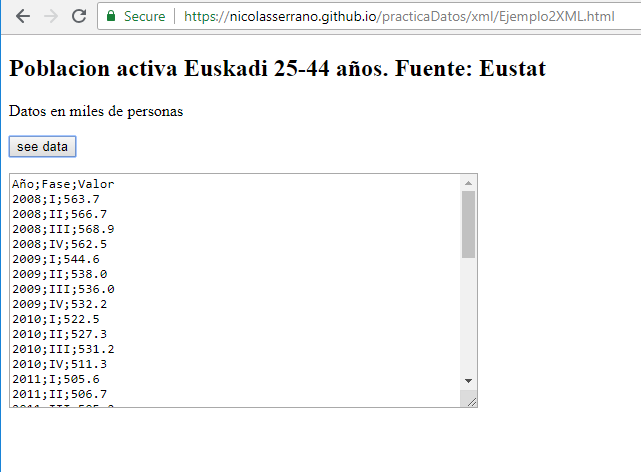 Secure
https://nicolasserrano.github.io/practicaDatos/xml/Ejemplo2XML.html
Poblacion activa Euskadi 25-44 años. Fuente: Eustat
Datos en miles de personas
see data
Año;Fase;Valor
2008;I;563.7
2008;II;566.7
2008;III;568.9
2008;IV;562.5
2009;I;544.6
2009;II;538.0
2009;III;536.0
2009;IV;532.2
2010;I;522.5
2010;II;527.3
2010;III;531.2
2010;IV;511.3
2011;I;505.6
2011;II;506.7